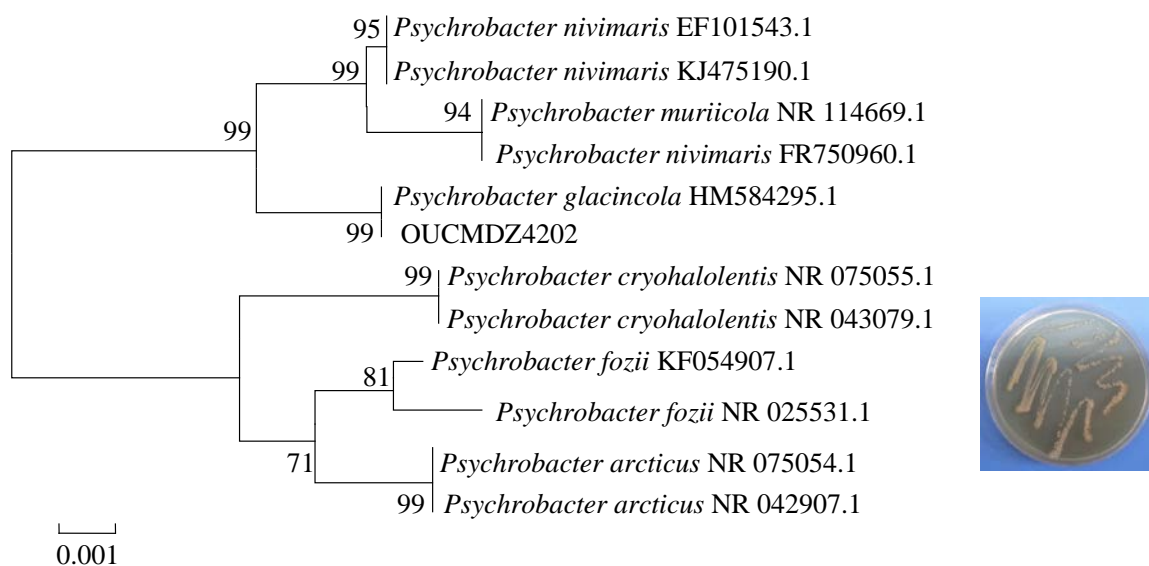 95
Psychrobacter nivimaris EF101543.1
99
Psychrobacter nivimaris KJ475190.1
94
Psychrobacter muriicola NR 114669.1
99
Psychrobacter nivimaris FR750960.1
Psychrobacter glacincola HM584295.1
99
OUCMDZ4202
99
Psychrobacter cryohalolentis NR 075055.1
Psychrobacter cryohalolentis NR 043079.1
Psychrobacter fozii KF054907.1
81
Psychrobacter fozii NR 025531.1
71
Psychrobacter arcticus NR 075054.1
99
Psychrobacter arcticus NR 042907.1
0.001